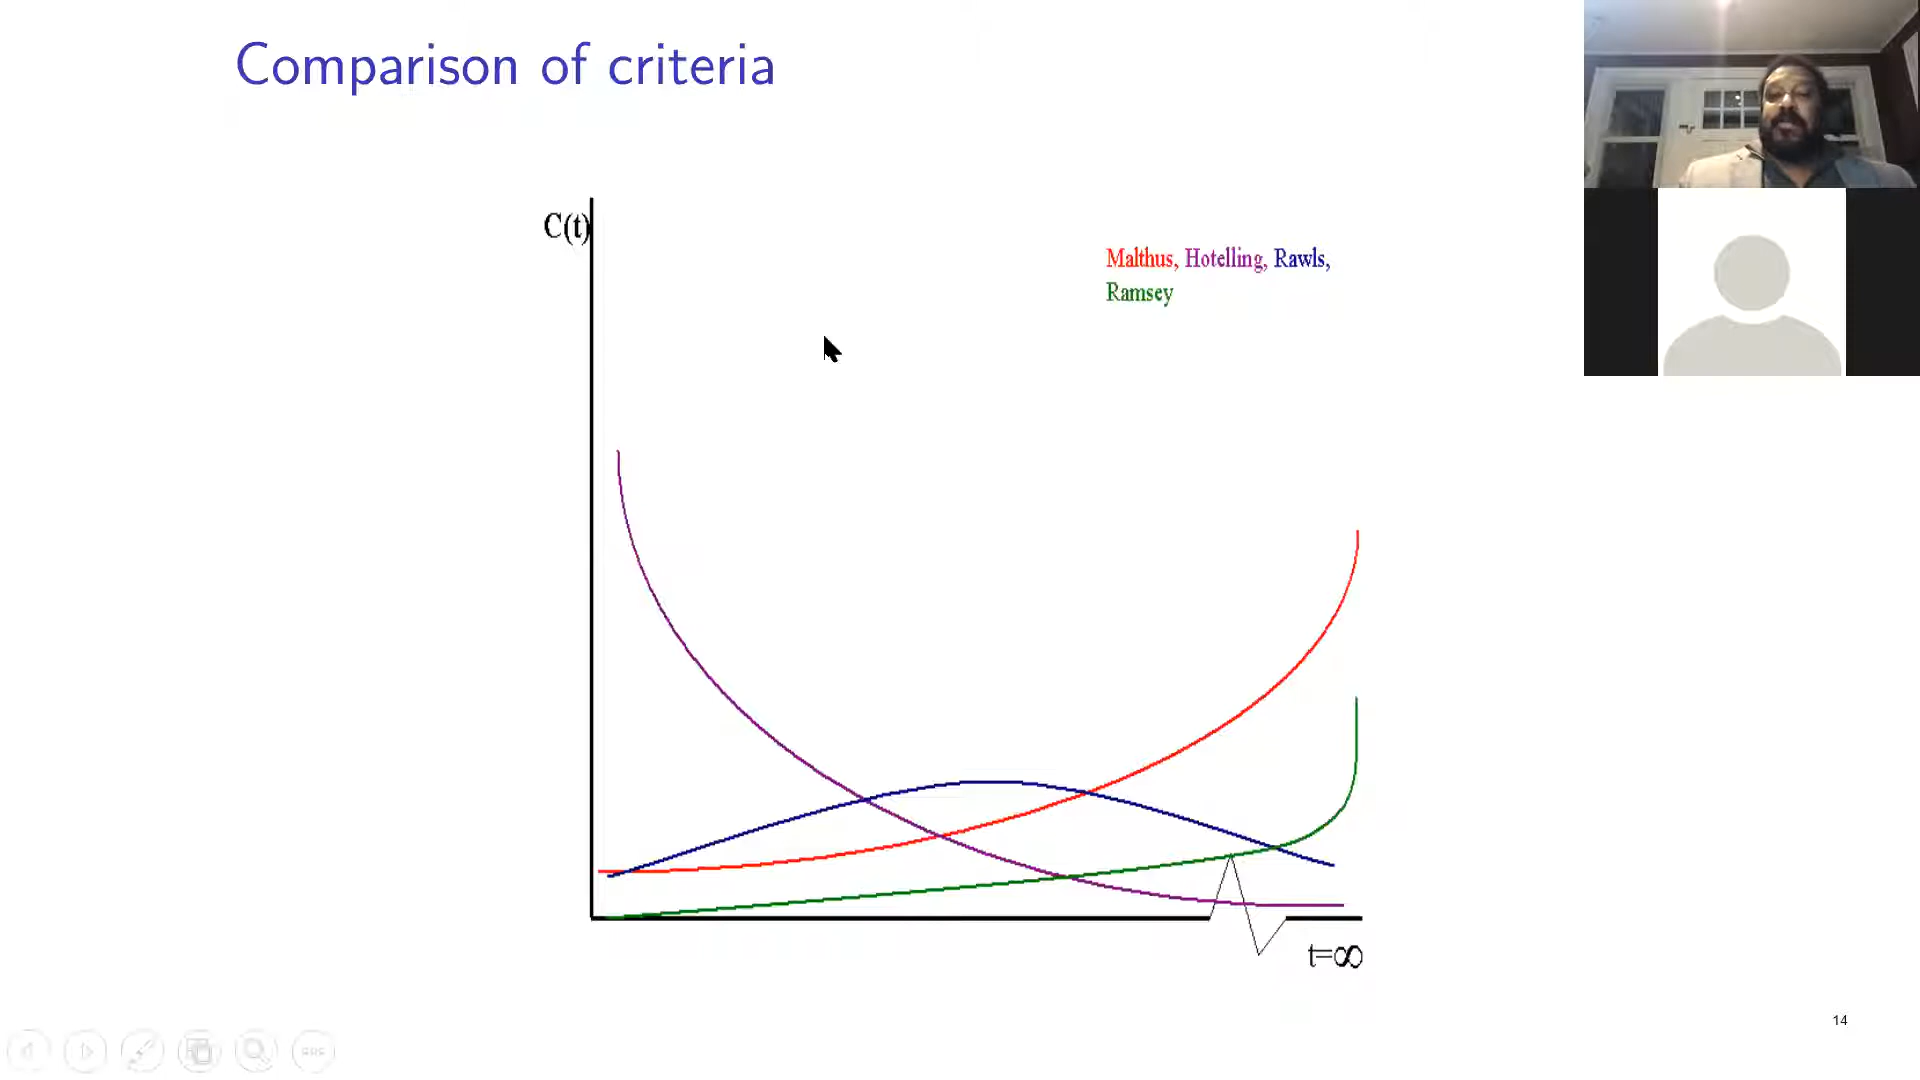 Comparison of criteria
C(t)
Malthus, Hotelling, Rawls,
Ramsey
t=∞
14